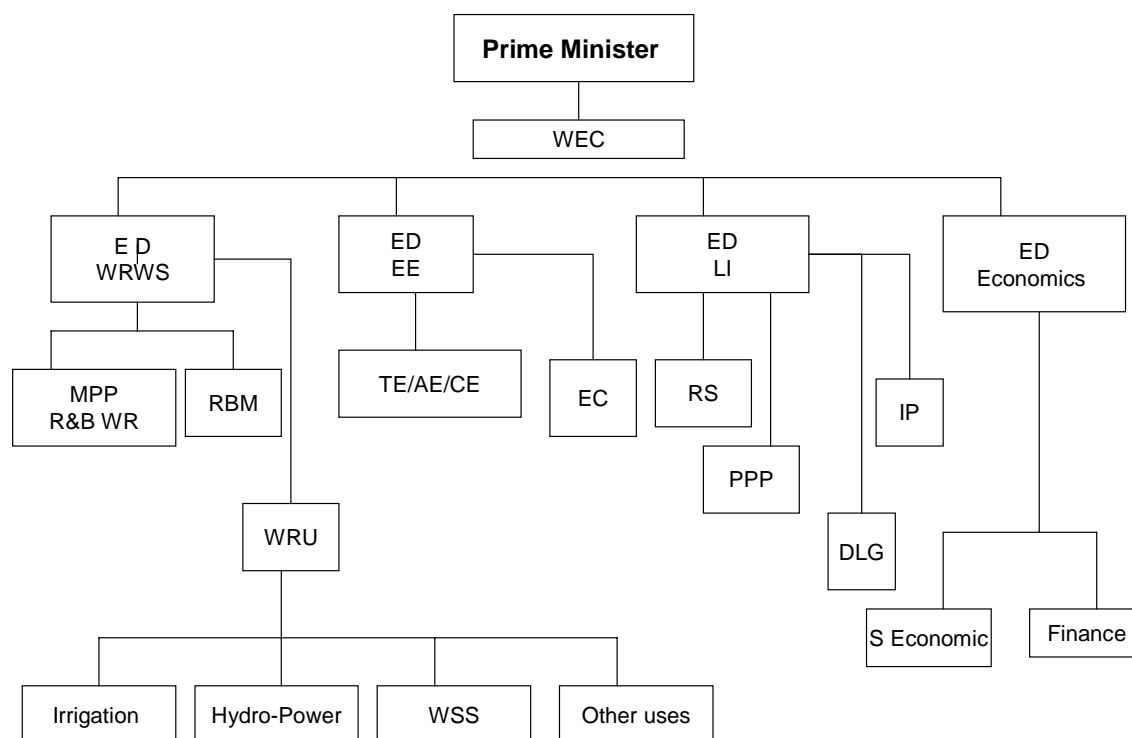 Prime Minister
WEC
E D
WRWS
ED
EE
ED
LI
ED
Economics
MPP
R&B WR
RBM
TE/AE/CE
EC
RS
IP
PPP
WRU
DLG
S Economic
Finance
Irrigation
Hydro-Power
WSS
Other uses